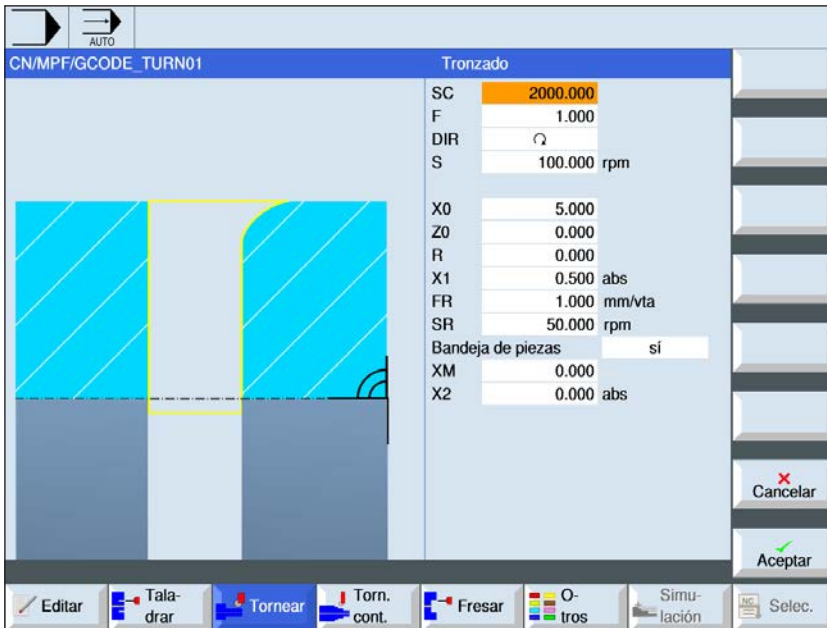 AUTO
CN/MPF/GCODE_TURN01
Tronzado
SC 2000.000
F 1.000
DIR
S 100.000 rpm
X0 5.000
Z0 0.000
R 0.000
X1 0.500 abs
FR 1.000 mm/vta
SR 50.000 rpm
Bandeja de piezas sí
XM 0.000
X2 0.000 abs
Cancelar
Aceptar
Editar
Tala-
drar
Tornear
Torn.
cont.
Fresar
O-
tros
Simu-
lación
NC
Selec.